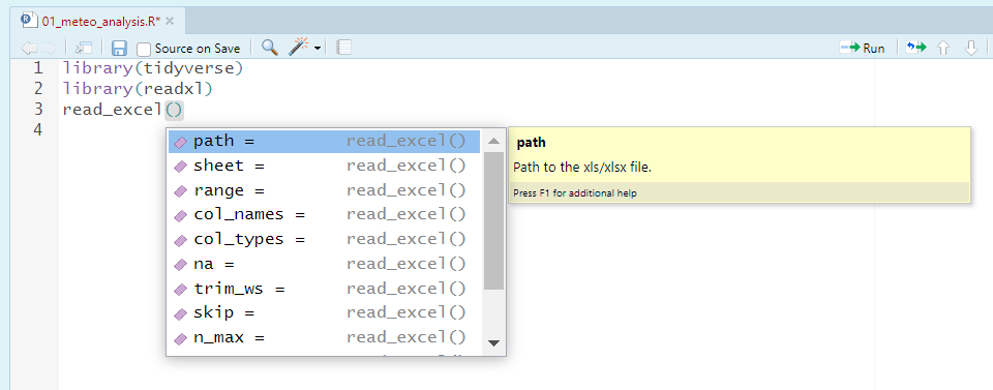 01_meteo_analysis.R*
Source on Save
Run
1 library(tidyverse)
2 library(readxl)
3 read_excel()
4
path = read_excel()
sheet = read_excel()
range = read_excel()
col_names = read_excel()
col_types = read_excel()
na = read_excel()
trim_ws = read_excel()
skip = read_excel()
n_max = read_excel()
path
Path to the xls/xlsx file.
Press F1 for additional help